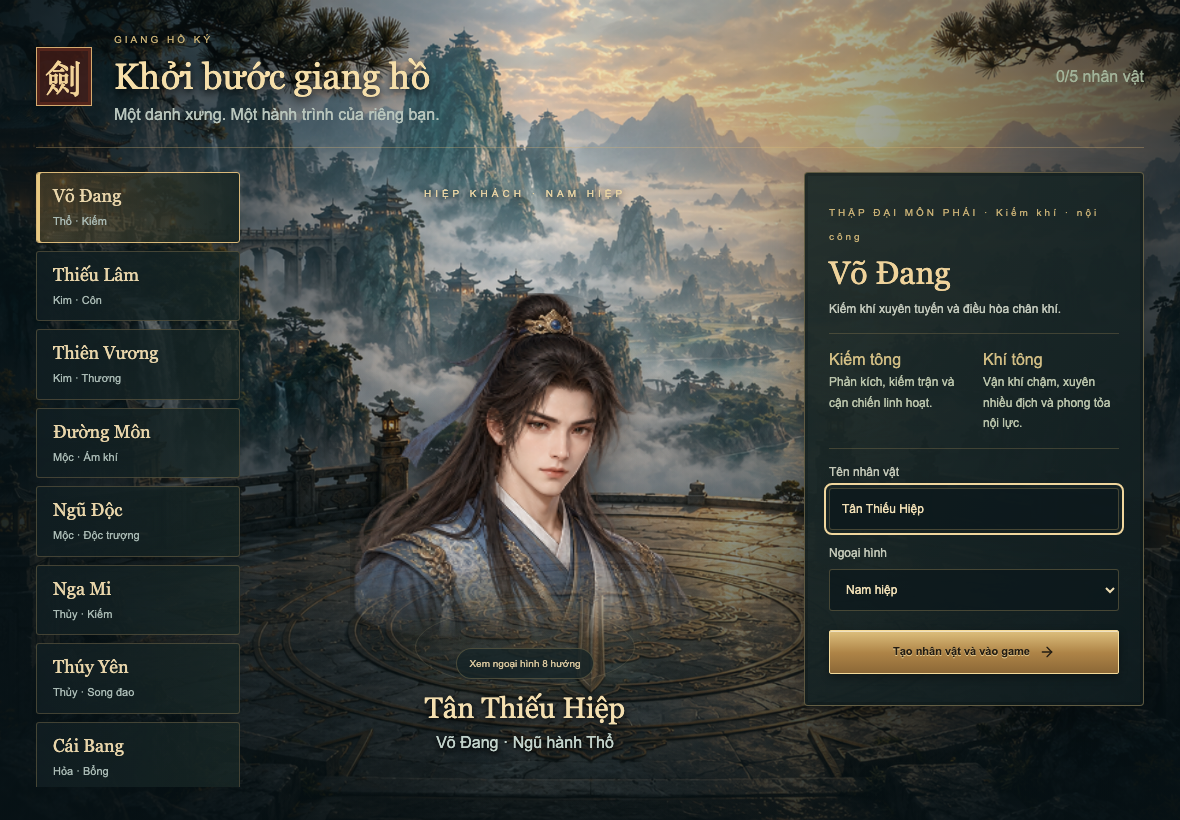 劍
GIANG HỒ KÝ
Khởi bước giang hồ
Một danh xưng. Một hành trình của riêng bạn.
0/5 nhân vật
Võ Đang
Thổ · Kiếm
Thiếu Lâm
Kim · Côn
Thiên Vương
Kim · Thương
Đường Môn
Mộc · Ám khí
Ngũ Độc
Mộc · Độc trượng
Nga Mi
Thủy · Kiếm
Thúy Yên
Thủy · Song đao
Cái Bang
Hỏa · Bổng
HIỆP KHÁCH · NAM HIỆP
Xem ngoại hình 8 hướng
Tân Thiếu Hiệp
Võ Đang · Ngũ hành Thổ
THẬP ĐẠI MÔN PHÁI · Kiếm khí · nội
công
Võ Đang
Kiếm khí xuyên tuyến và điều hòa chân khí.
Kiếm tông
Phản kích, kiếm trận và
cận chiến linh hoạt.
Khí tông
Vận khí chậm, xuyên
nhiều địch và phong tỏa
nội lực.
Tên nhân vật
Tân Thiếu Hiệp
Ngoại hình
Nam hiệp
Tạo nhân vật và vào game →